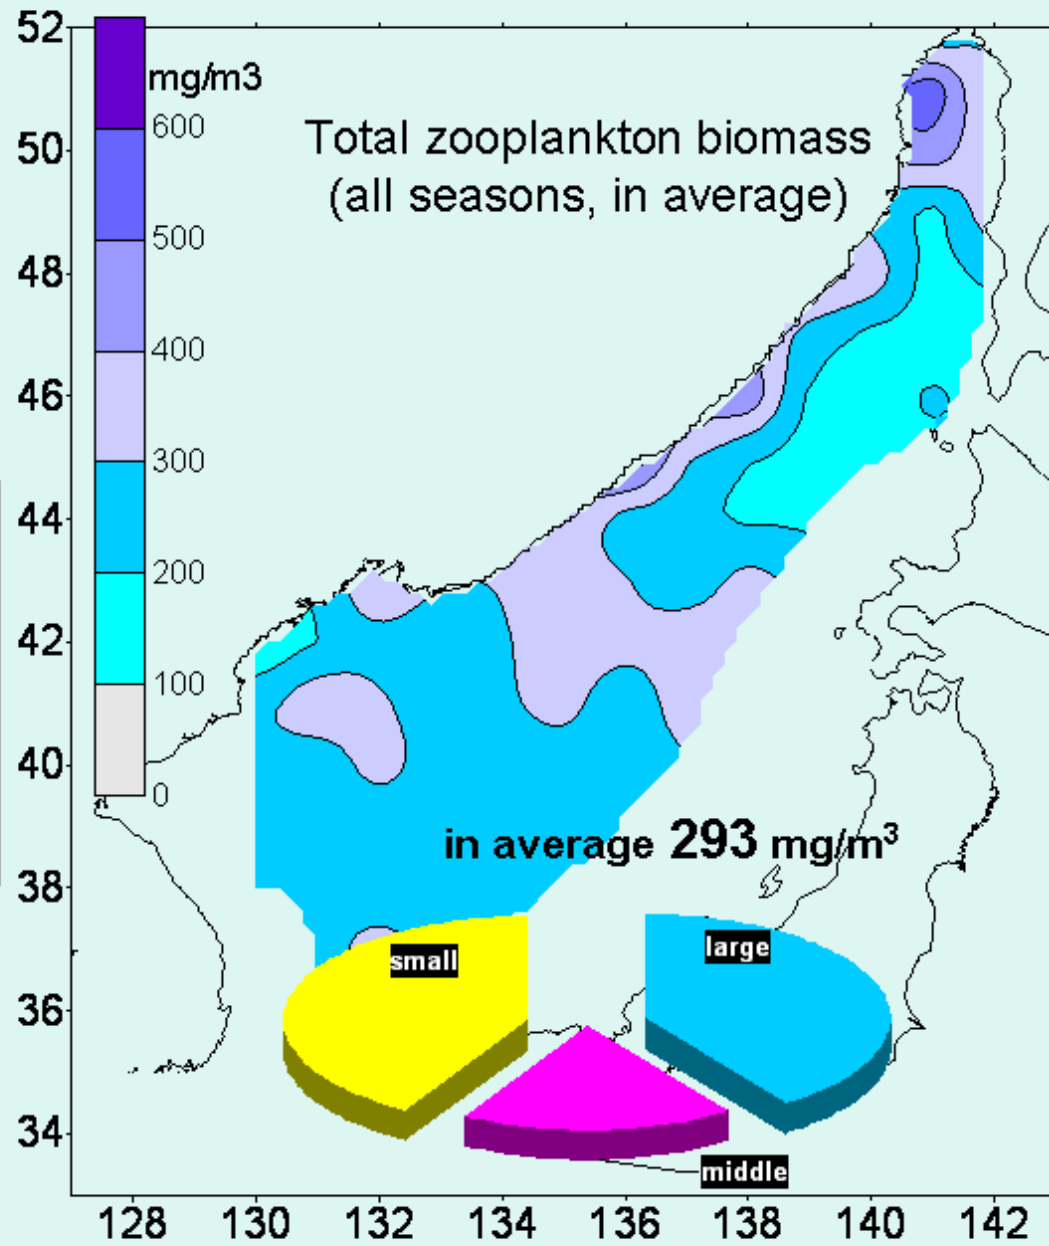 52
50
48
46
44
42
40
38
36
34
mg/m3
600
500
400
300
200
100
0
Total zooplankton biomass
(all seasons, in average)
in average 293 mg/m³
small
large
middle
128 130 132 134 136 138 140 142